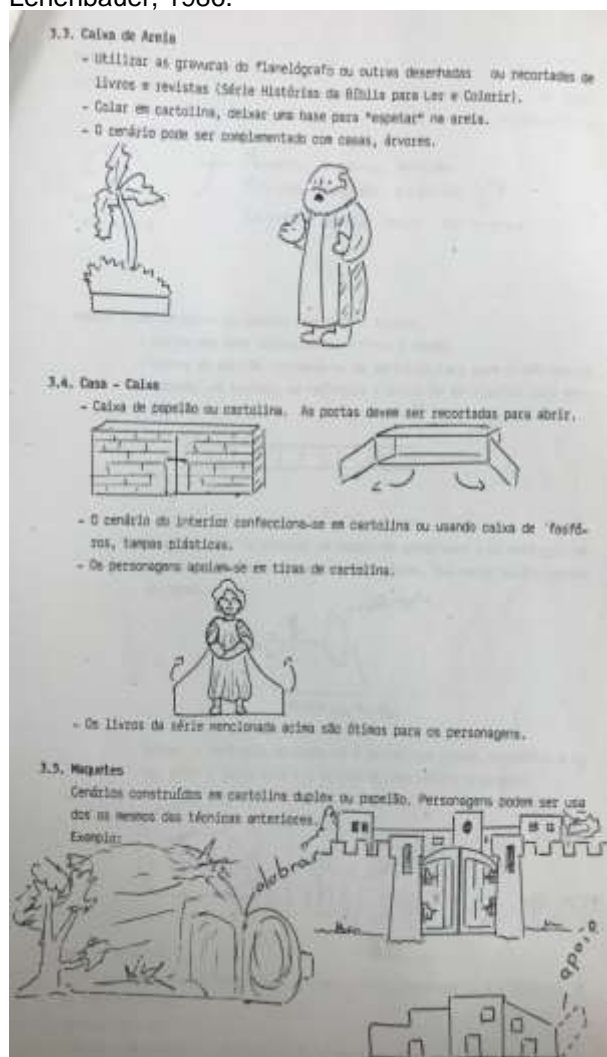 Lehenbauer, 1986.
3.3. Caixa de Areia
- Utilizar as gravuras do flanelógrafo ou outras desenhadas ou recortadas de
livros e revistas (Série Histórias da Bíblia para Ler e Colorir).
- Colar em cartolina, deixar uma base para "espetar" na areia.
- O cenário pode ser complementado com casas, árvores.
3.4. Casa - Caixa
- Caixa de papelão ou cartolina. As portas devem ser recortadas para abrir.
- O cenário do interior confecciona-se em cartolina ou usando caixa de fosfó-
ros, tampas plásticas.
- Os personagens apoiam-se em tiras de cartolina.
- Os livros da série mencionada acima são ótimos para os personagens.
3.5. Maquetes
Cenários construídos em cartolina duplex ou papelão. Personagens podem ser usa
dos os mesmos das técnicas anteriores.
Exemplo:
dobrar
apoio